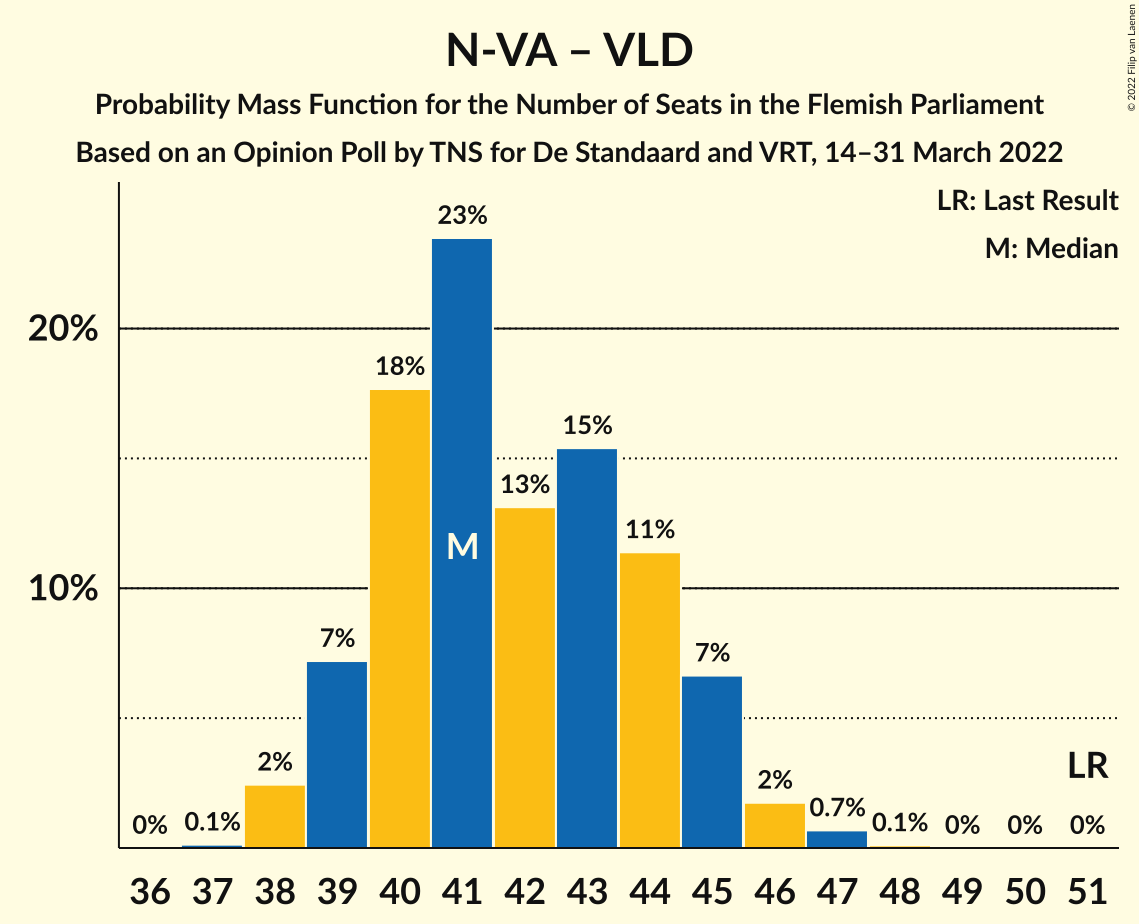 N-VA – VLD
Probability Mass Function for the Number of Seats in the Flemish Parliament
Based on an Opinion Poll by TNS for De Standaard and VRT, 14–31 March 2022
© 2022 Filip van Laenen
LR: Last Result
M: Median
20%
10%
0% 0.1% 2% 7% 18% 23% 13% 15% 11% 7% 2% 0.7% 0.1% 0% 0% 0%
M
LR
36 37 38 39 40 41 42 43 44 45 46 47 48 49 50 51